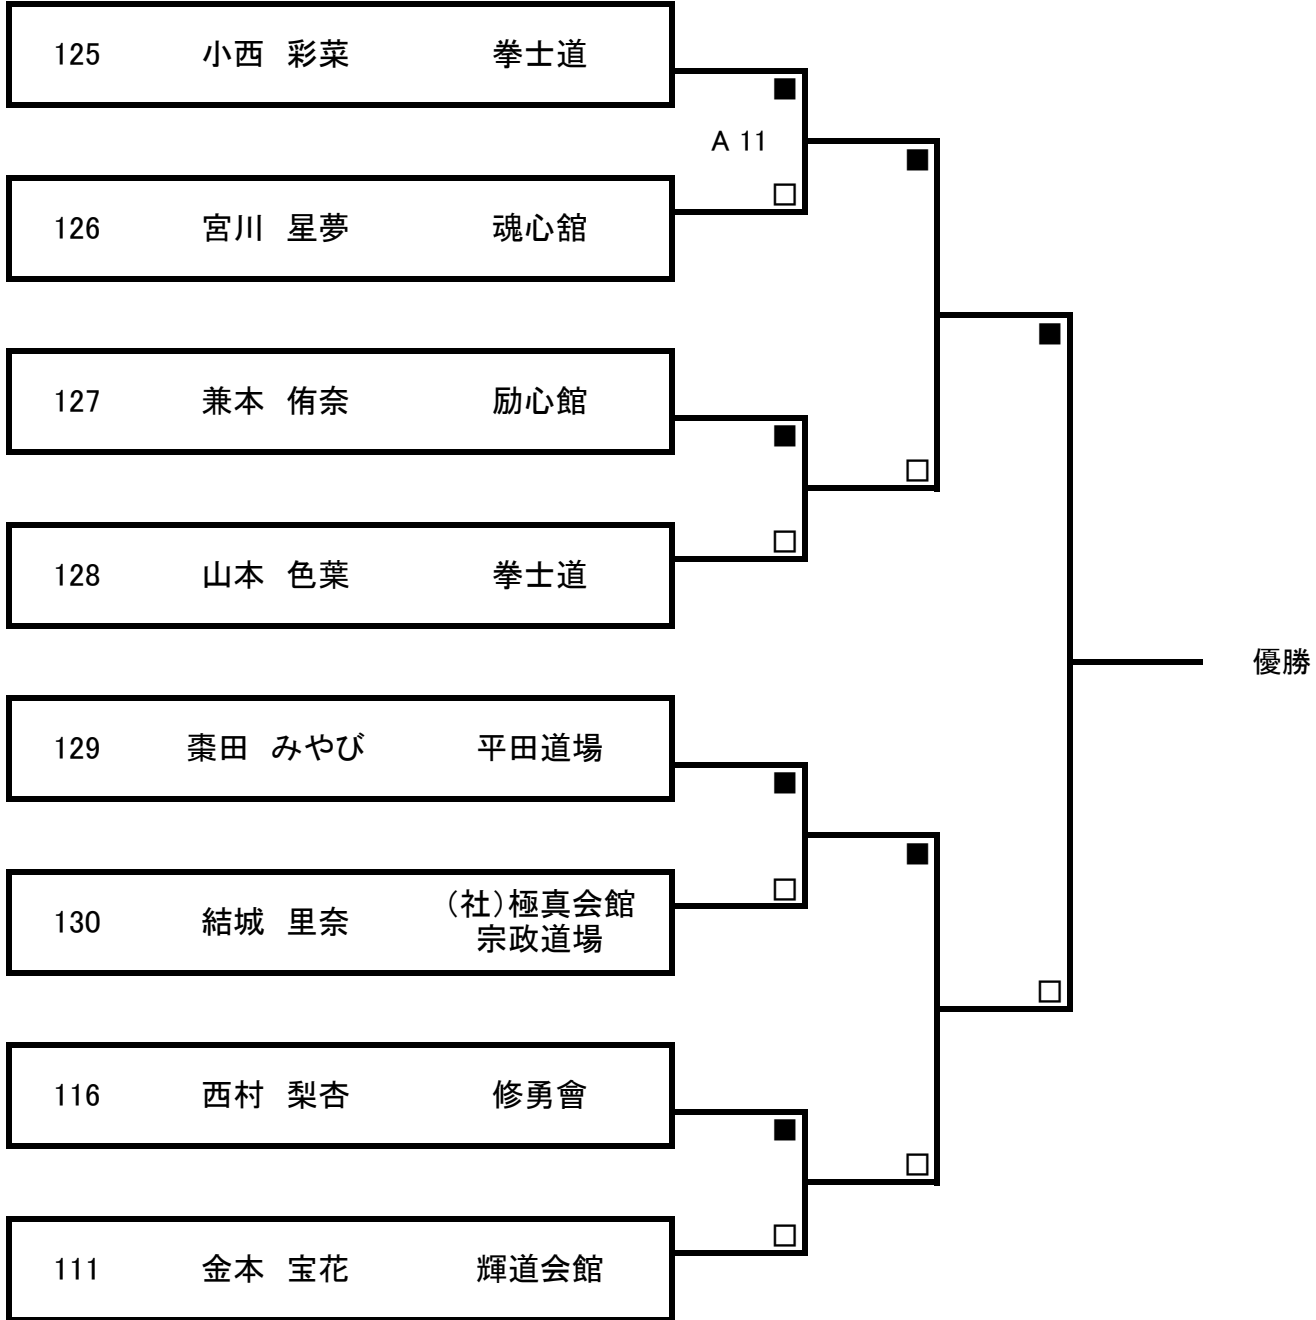 125 小西 彩菜 拳士道
A 11
126 宮川 星夢 魂心舘
127 兼本 侑奈 励心館
128 山本 色葉 拳士道
優勝
129 棗田 みやび 平田道場
130 結城 里奈 (社)極真会館
宗政道場
116 西村 梨杏 修勇會
111 金本 宝花 輝道会館